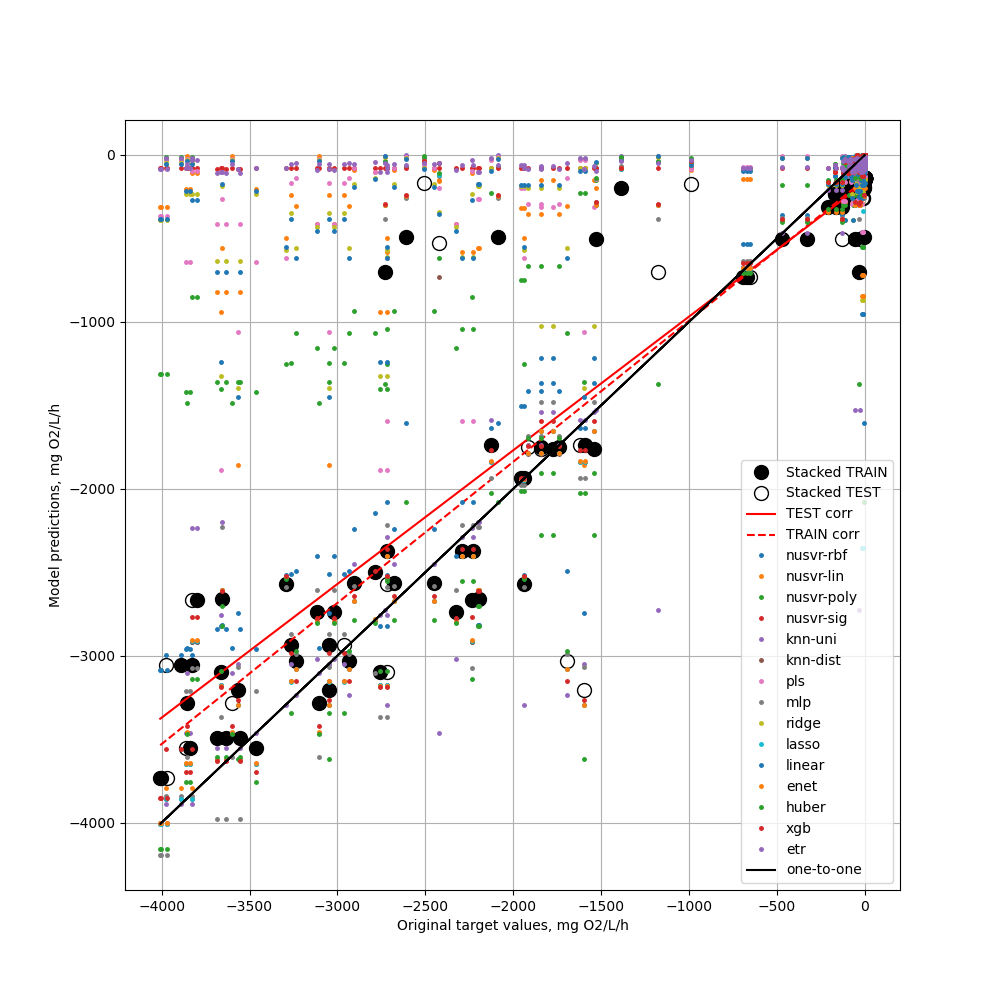 0
−1000
−2000
−3000
−4000
Model predictions, mg O2/L/h
−4000 −3500 −3000 −2500 −2000 −1500 −1000 −500 0
Original target values, mg O2/L/h
Stacked TRAIN
Stacked TEST
TEST corr
TRAIN corr
nusvr-rbf
nusvr-lin
nusvr-poly
nusvr-sig
knn-uni
knn-dist
pls
mlp
ridge
lasso
linear
enet
huber
xgb
etr
one-to-one